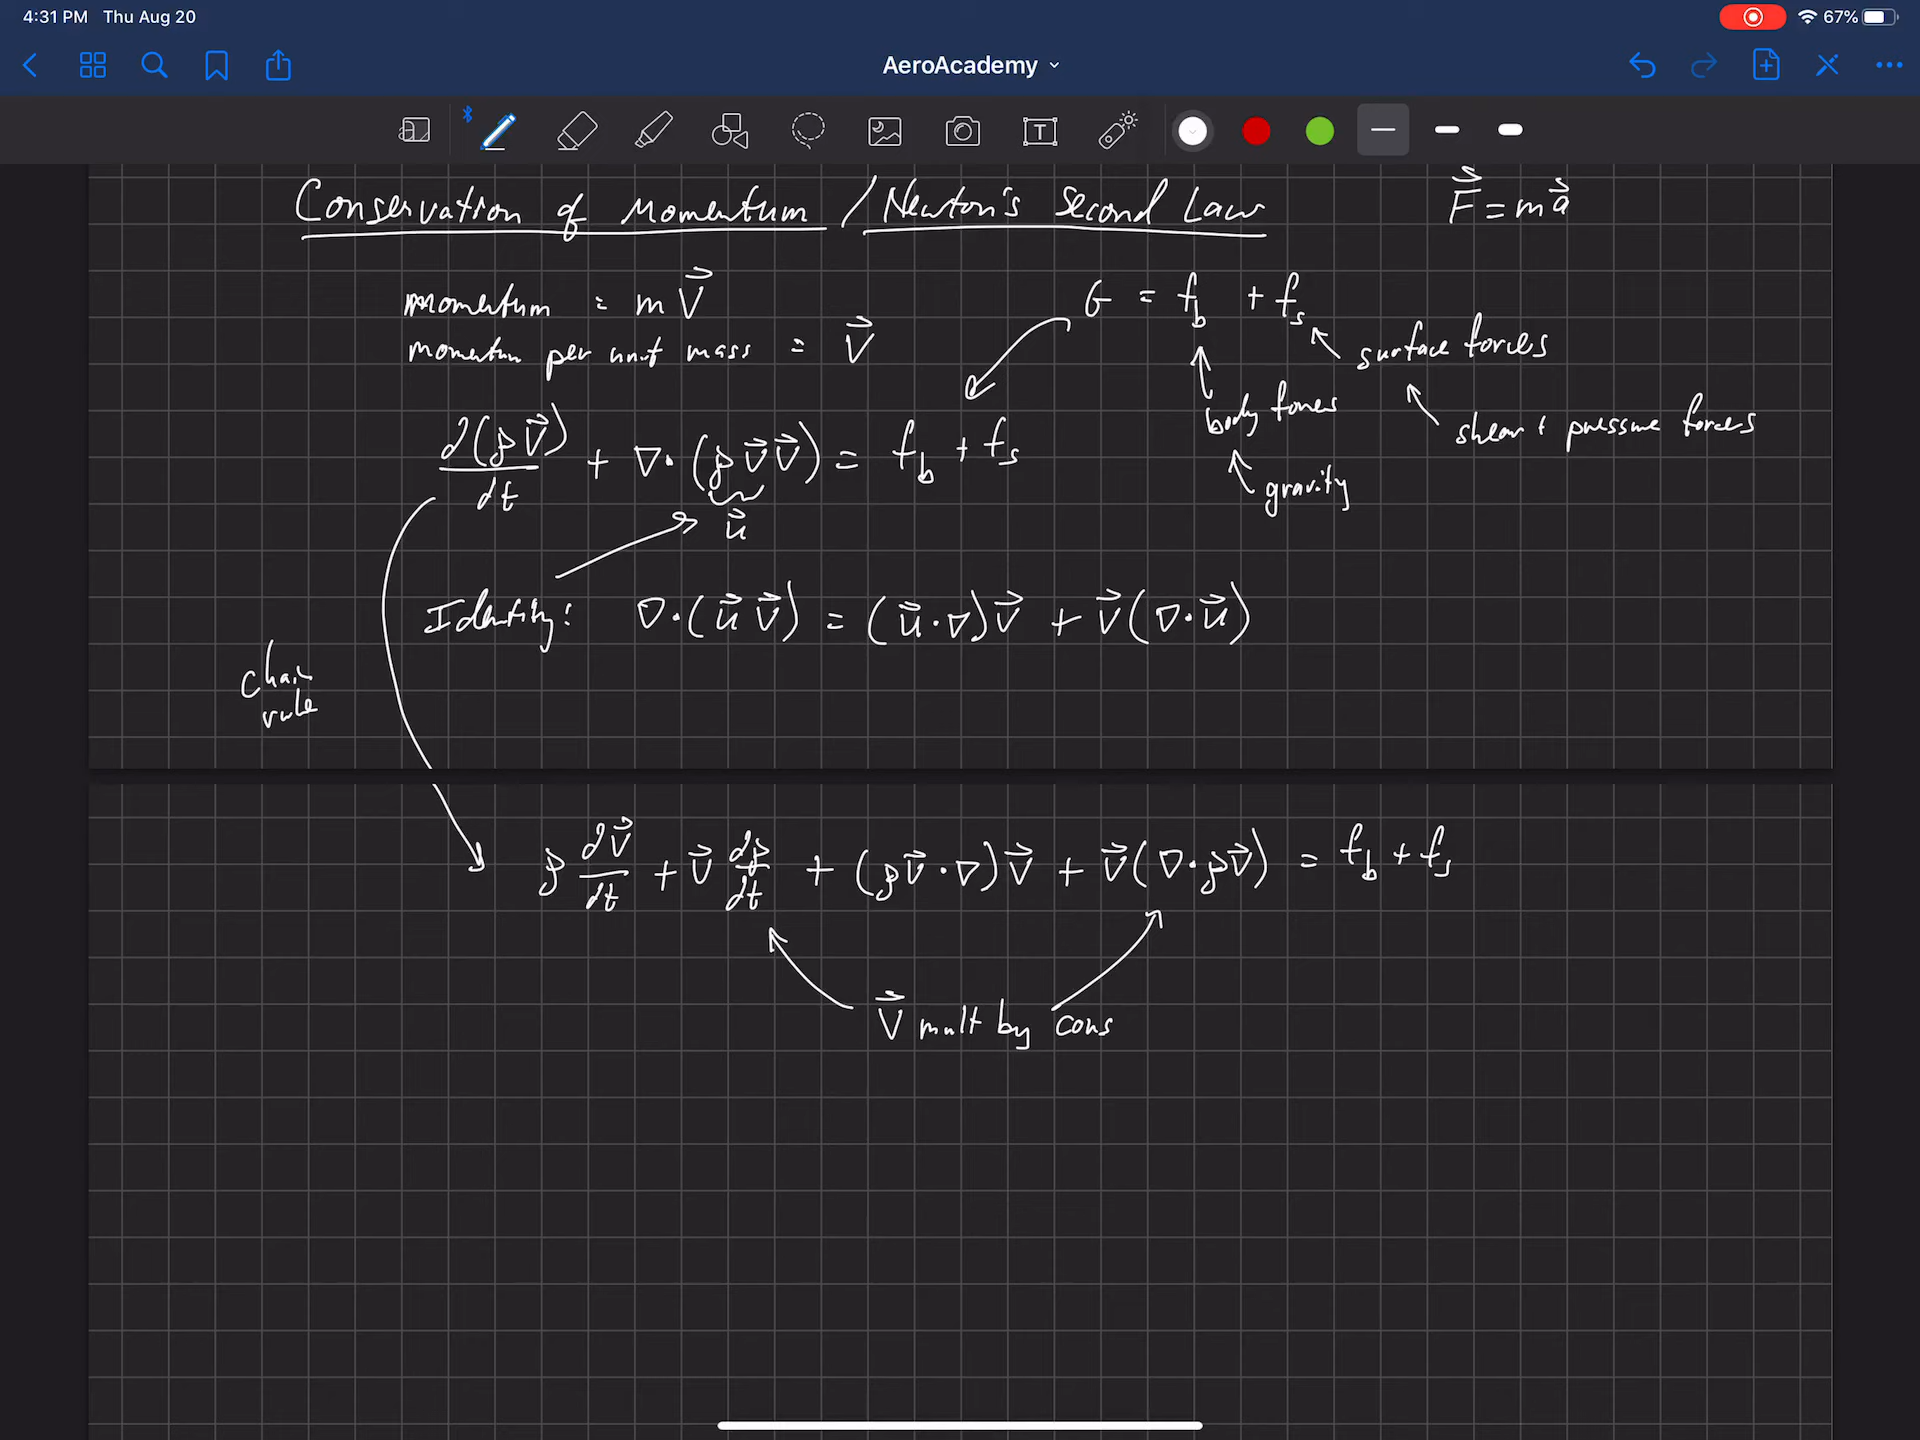 4:31 PM Thu Aug 20
67%
AeroAcademy
Conservation of Momentum / Newton's Second Law
F⃗ = ma⃗
momentum = m V⃗
momentum per unit mass = V⃗
G = f_b + f_s
surface forces
body forces
shear + pressure forces
gravity
∂(ρV⃗)/∂t + ∇·(ρV⃗V⃗) = f_b + f_s
u⃗
Identity: ∇·(u⃗ V⃗) = (u⃗·∇)V⃗ + V⃗(∇·u⃗)
chain
rule
ρ ∂V⃗/∂t + V⃗ ∂ρ/∂t + (ρV⃗·∇)V⃗ + V⃗(∇·ρV⃗) = f_b + f_s
V⃗ mult by cons